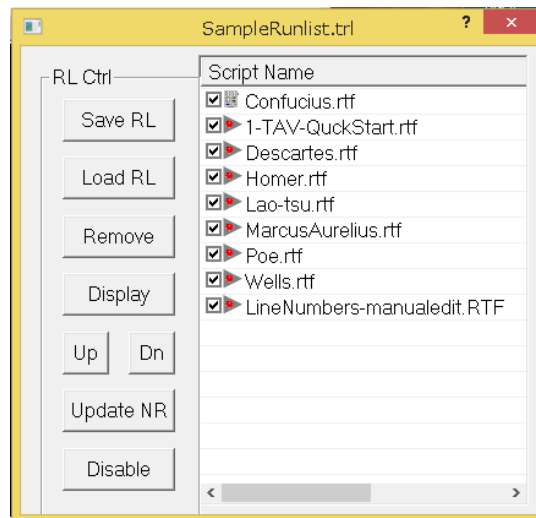 SampleRunlist.trl
?
×
RL Ctrl
Save RL
Load RL
Remove
Display
Up
Dn
Update NR
Disable
Script Name
Confucius.rtf
1-TAV-QuckStart.rtf
Descartes.rtf
Homer.rtf
Lao-tsu.rtf
MarcusAurelius.rtf
Poe.rtf
Wells.rtf
LineNumbers-manualedit.RTF